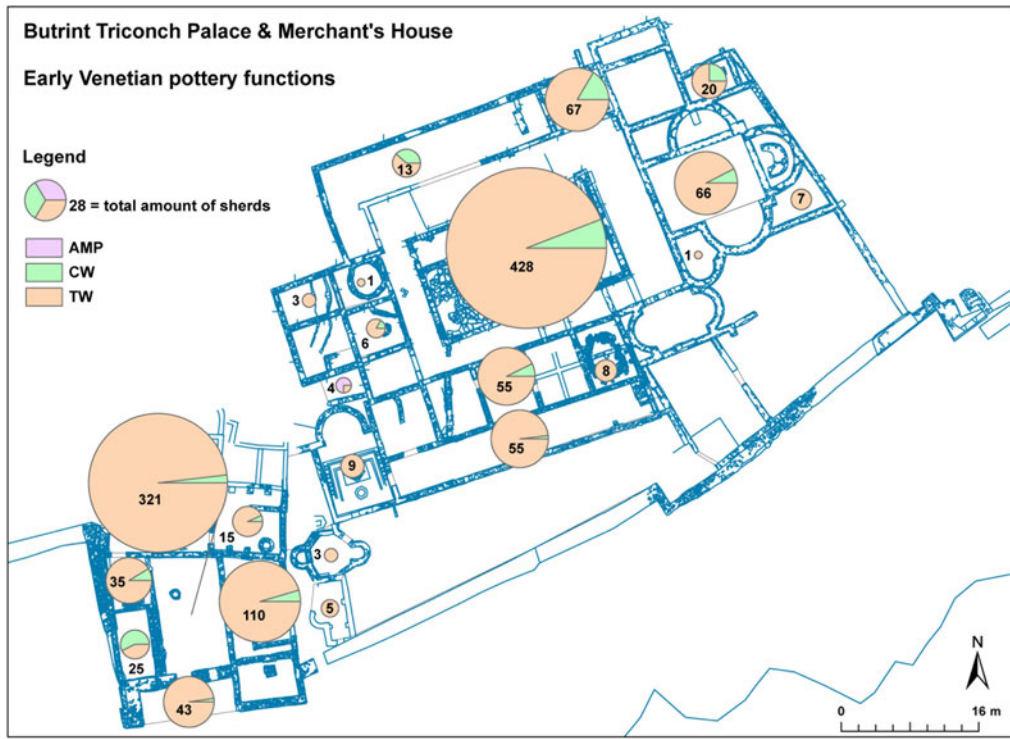 Butrint Triconch Palace & Merchant's House
Early Venetian pottery functions
Legend
28 = total amount of sherds
AMP
CW
TW
67
20
13
66
7
428
1
3
1
6
4
55
8
55
9
321
15
3
35
110
5
25
43
N
0 16 m